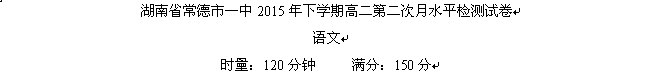 湖南省常德市一中 2015 年下学期高二第二次月水平检测试卷
语文
时量：120 分钟 满分：150 分